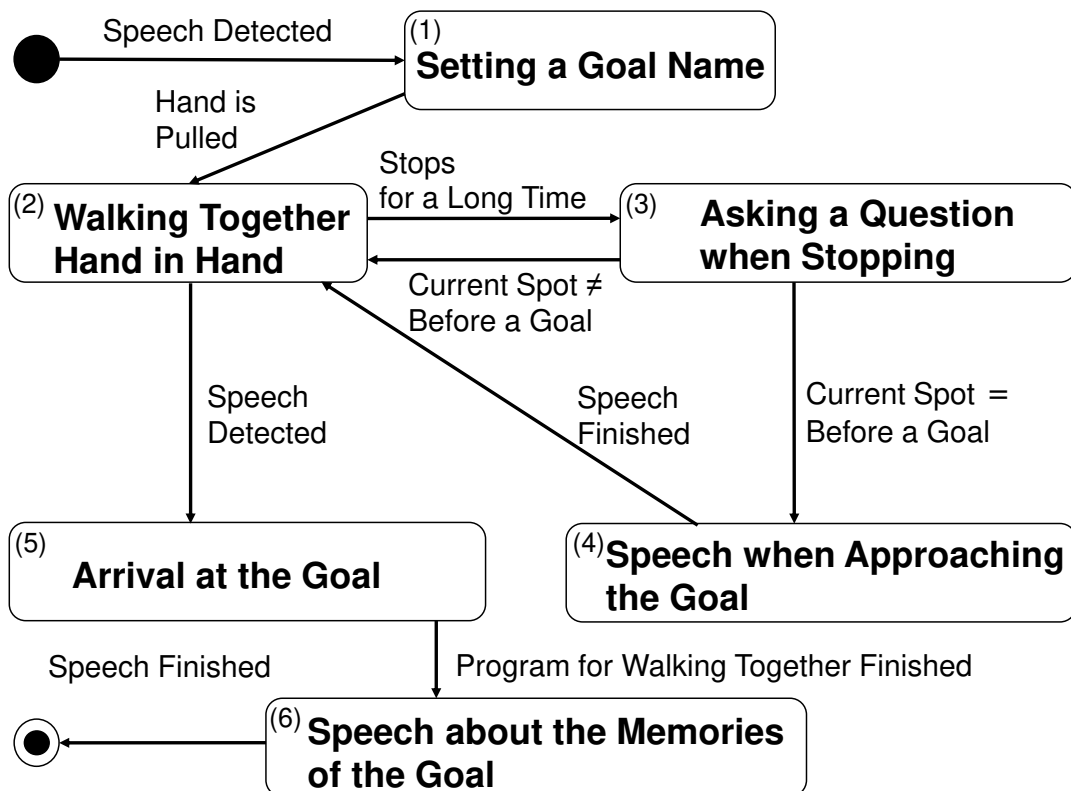 Speech Detected
(1)
Setting a Goal Name
Hand is
Pulled
Stops
for a Long Time
(2)
Walking Together
Hand in Hand
(3)
Asking a Question
when Stopping
Current Spot ≠
Before a Goal
Speech
Detected
Speech
Finished
Current Spot =
Before a Goal
(5)
Arrival at the Goal
(4)
Speech when Approaching
the Goal
Speech Finished
Program for Walking Together Finished
(6)
Speech about the Memories
of the Goal